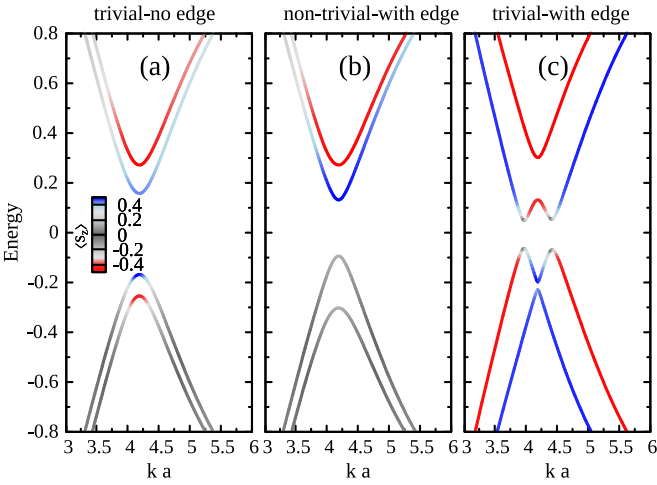 trivial-no edge non-trivial-with edge trivial-with edge
0.8
0.6
0.4
0.2
0
-0.2
-0.4
-0.6
-0.8
Energy
(a) (b) (c)
⟨s_z⟩
0.4
0.2
0
-0.2
-0.4
3 3.5 4 4.5 5 5.5 6 3 3.5 4 4.5 5 5.5 6 3 3.5 4 4.5 5 5.5 6
k a k a k a